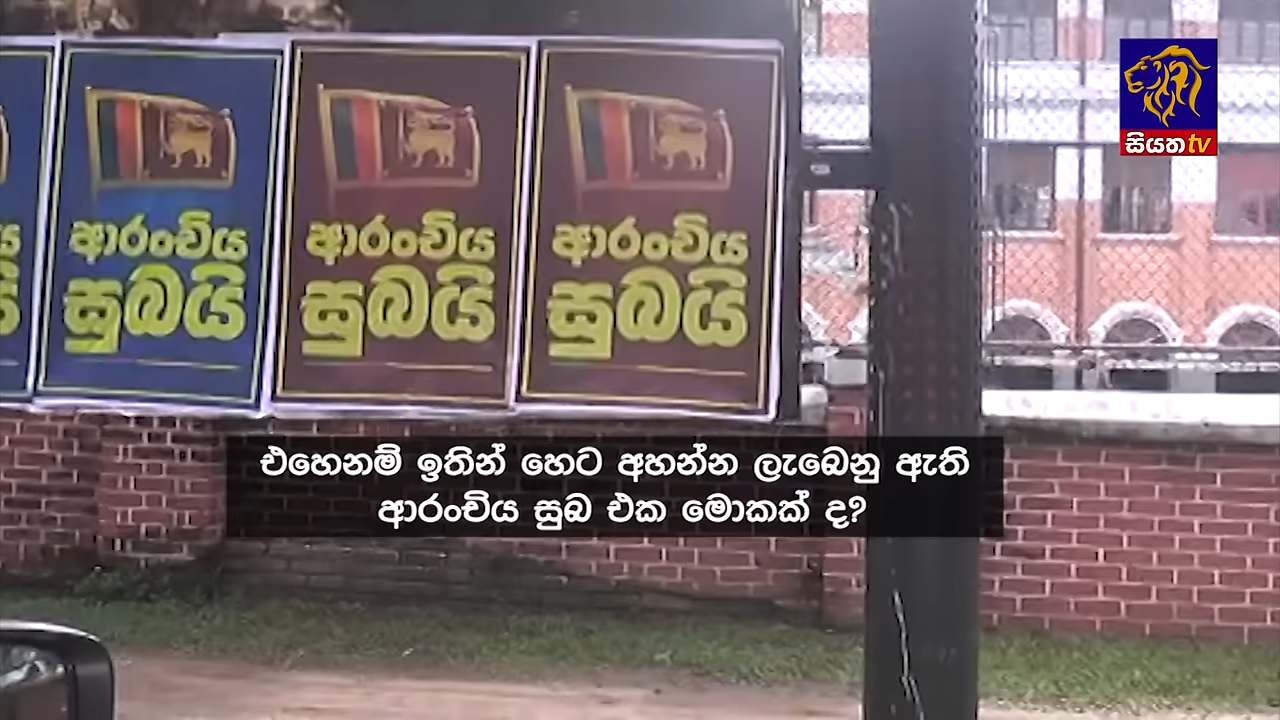 සියත tv
ආරංචිය
සුබයි
ආරංචිය
සුබයි
ආරංචිය
සුබයි
එහෙනම් ඉතින් හෙට අහන්න ලැබෙනු ඇති
ආරංචිය සුබ එක මොකක් ද?